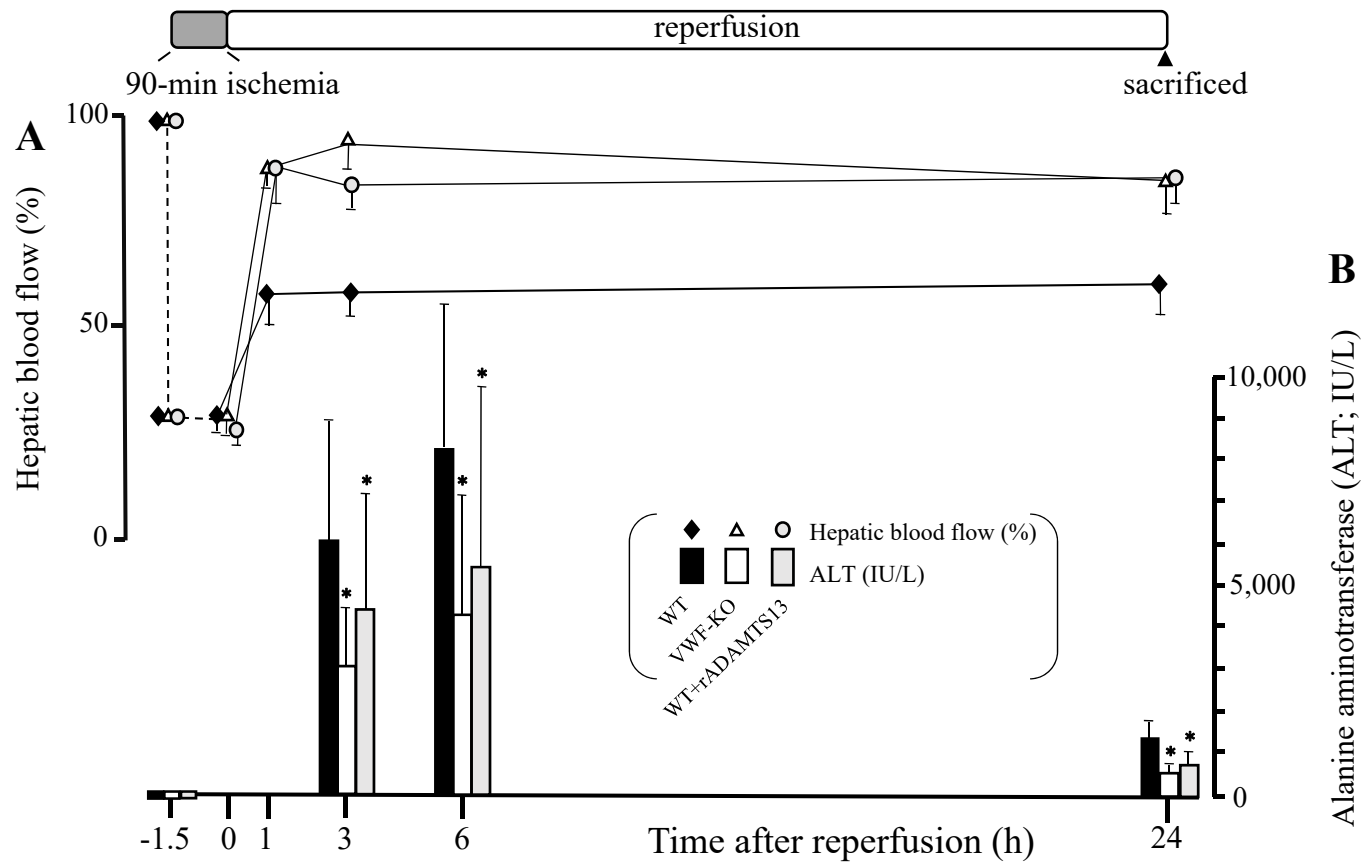 reperfusion
90-min ischemia
sacrificed
A
100
50
0
Hepatic blood flow (%)
B
10,000
5,000
0
Alanine aminotransferase (ALT; IU/L)
*
*
*
*
*
*
Hepatic blood flow (%)
ALT (IU/L)
WT
VWF-KO
WT+rADAMTS13
-1.5 0 1 3 6 Time after reperfusion (h) 24